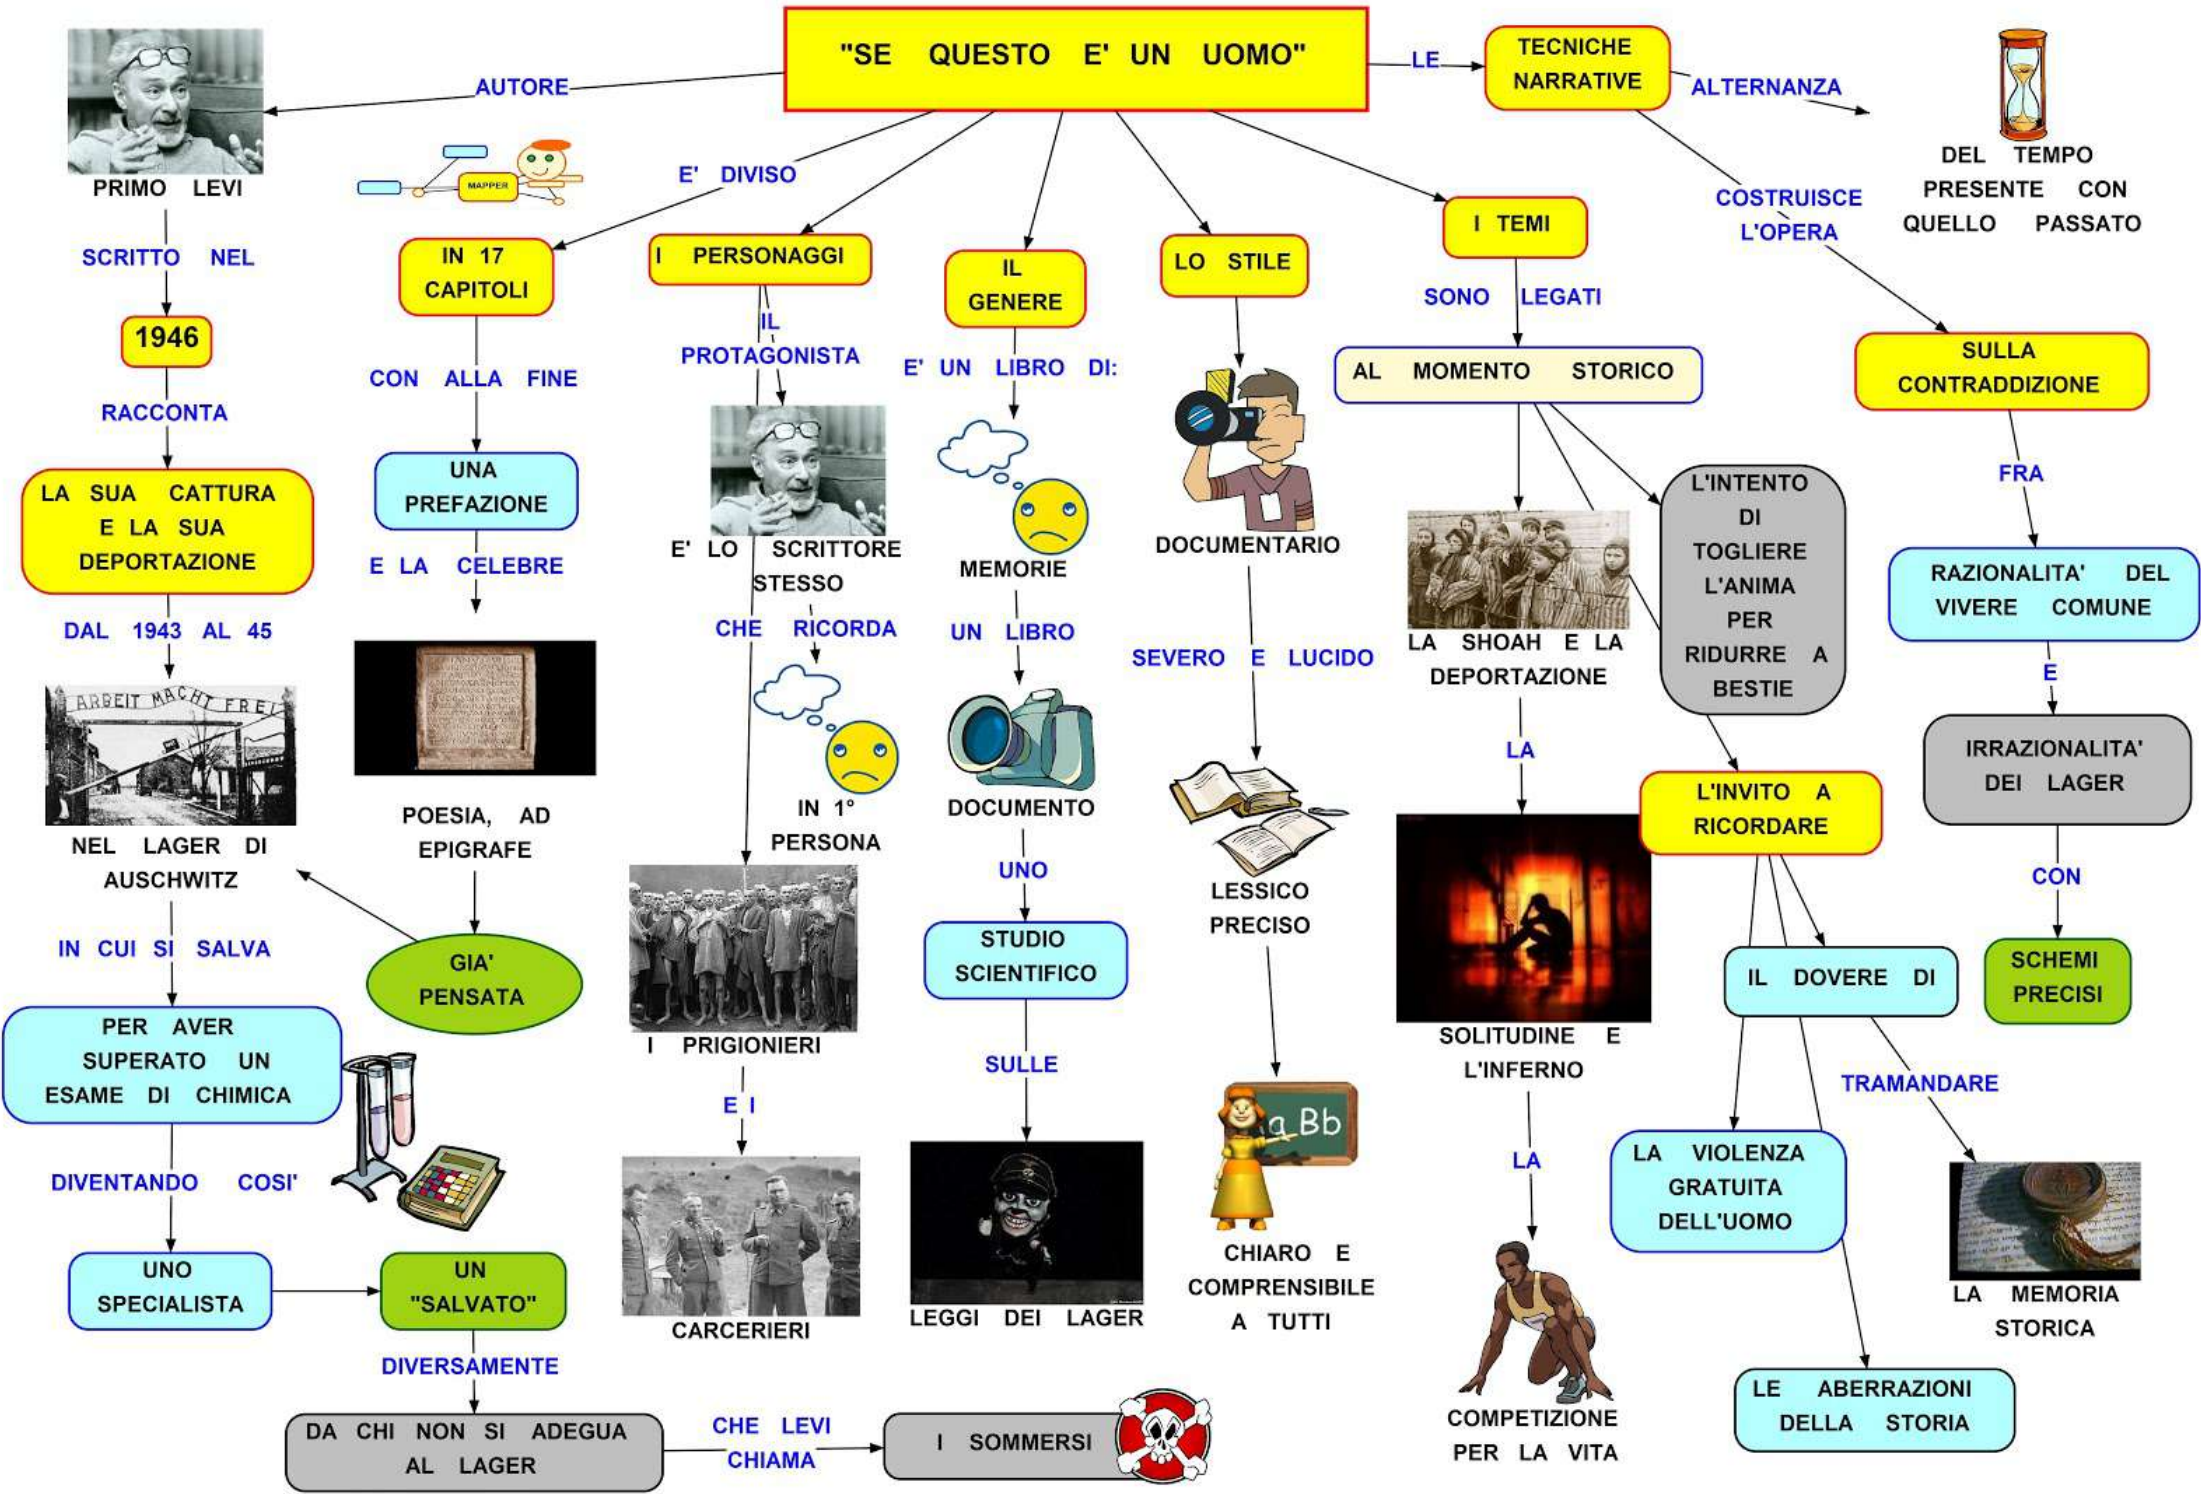 "SE QUESTO E' UN UOMO"
AUTORE
PRIMO LEVI
SCRITTO NEL
1946
RACCONTA
LA SUA CATTURA
E LA SUA
DEPORTAZIONE
DAL 1943 AL 45
ARBEIT MACHT FREI
NEL LAGER DI
AUSCHWITZ
IN CUI SI SALVA
PER AVER
SUPERATO UN
ESAME DI CHIMICA
DIVENTANDO COSI'
UNO
SPECIALISTA
UN
"SALVATO"
DIVERSAMENTE
DA CHI NON SI ADEGUA
AL LAGER
CHE LEVI
CHIAMA
I SOMMERSI
MAPPER
E' DIVISO
IN 17
CAPITOLI
CON ALLA FINE
UNA
PREFAZIONE
E LA CELEBRE
POESIA, AD
EPIGRAFE
GIA'
PENSATA
I PERSONAGGI
IL
PROTAGONISTA
E' LO SCRITTORE
STESSO
CHE RICORDA
IN 1°
PERSONA
I PRIGIONIERI
E I
CARCERIERI
IL
GENERE
E' UN LIBRO DI:
MEMORIE
UN LIBRO
DOCUMENTO
UNO
STUDIO
SCIENTIFICO
SULLE
LEGGI DEI LAGER
LO STILE
DOCUMENTARIO
SEVERO E LUCIDO
LESSICO
PRECISO
a Bb
CHIARO E
COMPRENSIBILE
A TUTTI
I TEMI
SONO LEGATI
AL MOMENTO STORICO
LA SHOAH E LA
DEPORTAZIONE
LA
SOLITUDINE E
L'INFERNO
LA
COMPETIZIONE
PER LA VITA
L'INTENTO
DI
TOGLIERE
L'ANIMA
PER
RIDURRE A
BESTIE
L'INVITO A
RICORDARE
IL DOVERE DI
TRAMANDARE
LA MEMORIA
STORICA
LA VIOLENZA
GRATUITA
DELL'UOMO
LE ABERRAZIONI
DELLA STORIA
LE
TECNICHE
NARRATIVE
ALTERNANZA
DEL TEMPO
PRESENTE CON
QUELLO PASSATO
COSTRUISCE
L'OPERA
SULLA
CONTRADDIZIONE
FRA
RAZIONALITA' DEL
VIVERE COMUNE
E
IRRAZIONALITA'
DEI LAGER
CON
SCHEMI
PRECISI